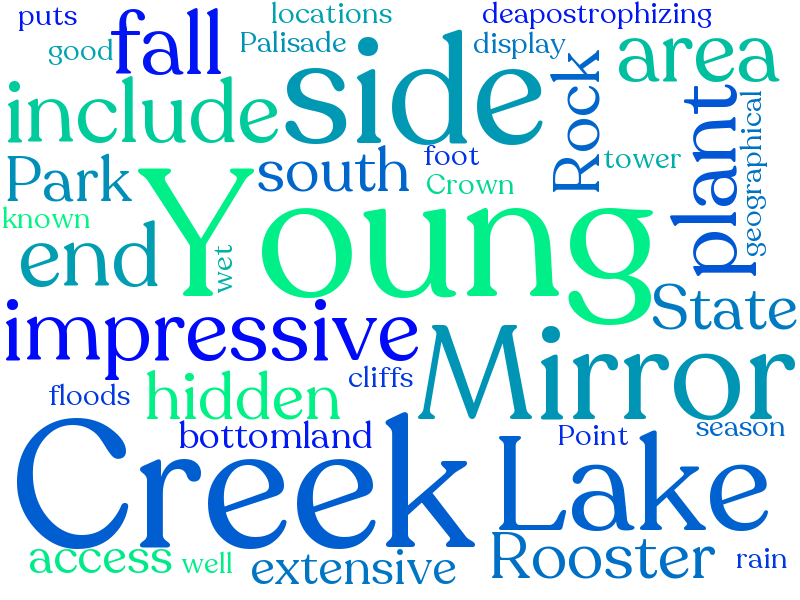 puts
locations
deapostrophizing
good
fall
Palisade
display
area
include
side
Rock
plant
geographical
Park
south
foot
Crown
tower
known
end
wet
Young
State
impressive
Mirror
hidden
cliffs
floods
bottomland
Point
season
Creek
Lake
access
well
extensive
Rooster
rain